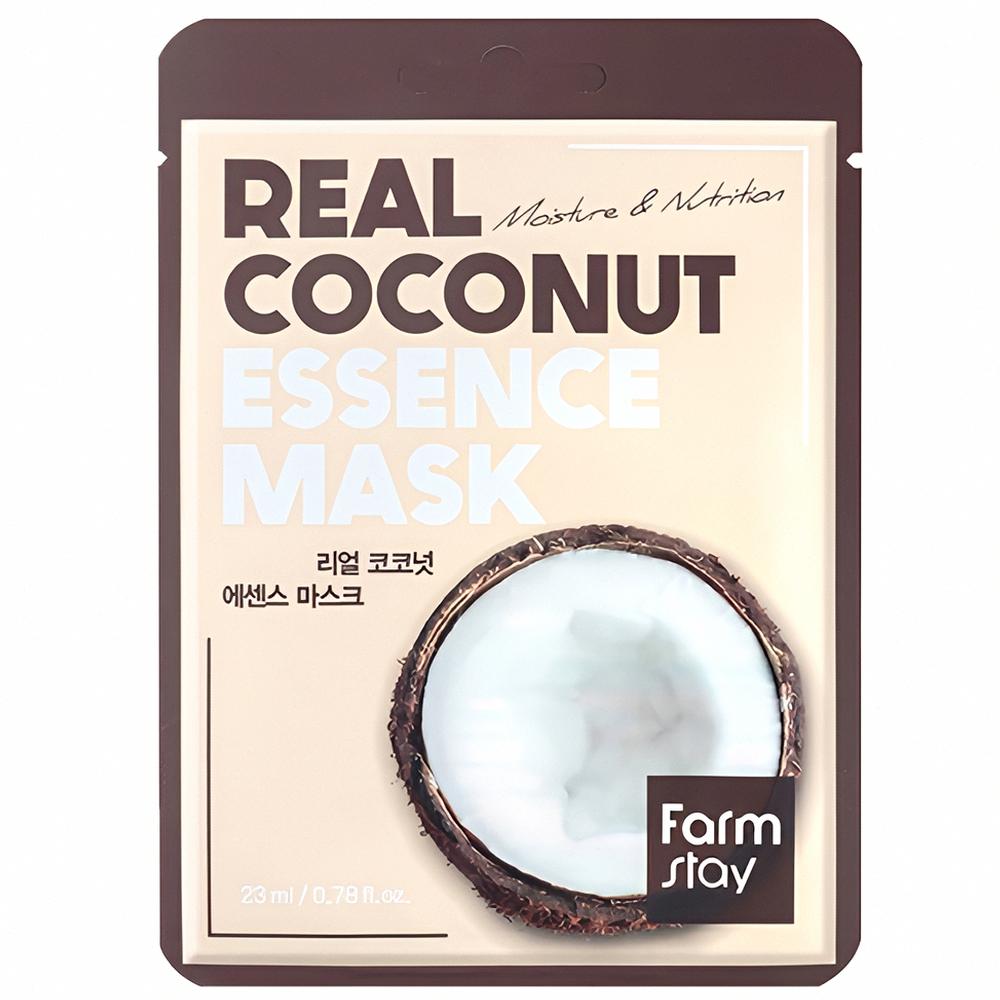 REAL
Moisture & Nutrition
COCONUT
ESSENCE
MASK
리얼 코코넛
에센스 마스크
23 ml / 0.78 fl. oz.
Farm
stay